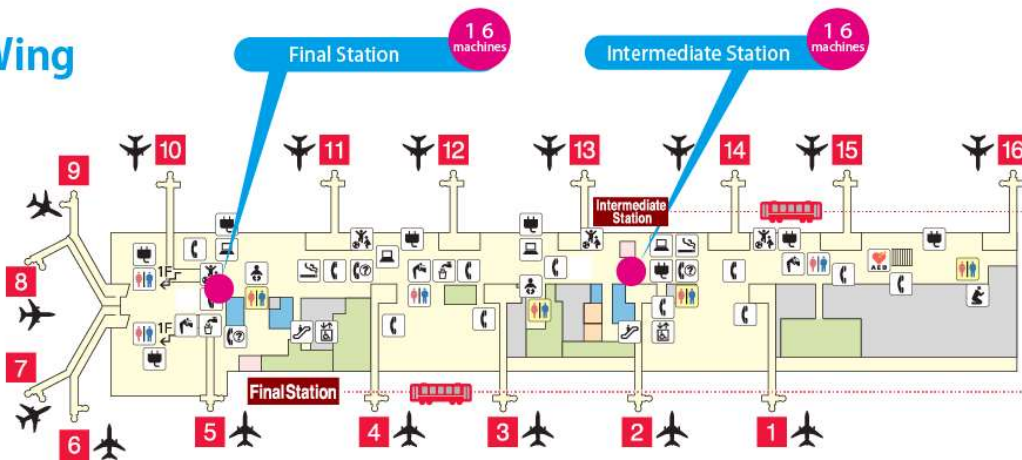 Wing
Final Station
16
machines
Intermediate Station
16
machines
10
11
12
13
14
15
16
9
Intermediate
Station
8
1F
AED
1F
7
Final Station
6
5
4
3
2
1